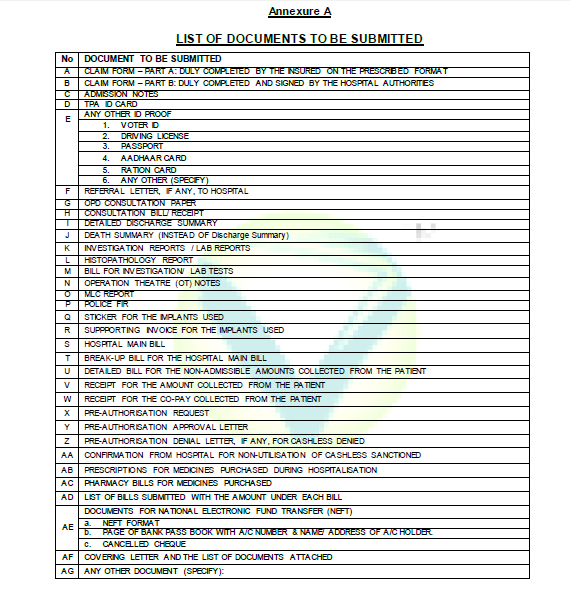 Annexure A
LIST OF DOCUMENTS TO BE SUBMITTED
No DOCUMENT TO BE SUBMITTED
A CLAIM FORM – PART A: DULY COMPLETED BY THE INSURED ON THE PRESCRIBED FORMAT
B CLAIM FORM – PART B: DULY COMPLETED AND SIGNED BY THE HOSPITAL AUTHORITIES
C ADMISSION NOTES
D TPA ID CARD
E ANY OTHER ID PROOF
1. VOTER ID
2. DRIVING LICENSE
3. PASSPORT
4. AADHAAR CARD
5. RATION CARD
6. ANY OTHER (SPECIFY)
F REFERRAL LETTER, IF ANY, TO HOSPITAL
G OPD CONSULTATION PAPER
H CONSULTATION BILL/ RECEIPT
I DETAILED DISCHARGE SUMMARY
J DEATH SUMMARY (INSTEAD OF Discharge Summary)
K INVESTIGATION REPORTS / LAB REPORTS
L HISTOPATHOLOGY REPORT
M BILL FOR INVESTIGATION/ LAB TESTS
N OPERATION THEATRE (OT) NOTES
O MLC REPORT
P POLICE FIR
Q STICKER FOR THE IMPLANTS USED
R SUPPPORTING INVOICE FOR THE IMPLANTS USED
S HOSPITAL MAIN BILL
T BREAK-UP BILL FOR THE HOSPITAL MAIN BILL
U DETAILED BILL FOR THE NON-ADMISSIBLE AMOUNTS COLLECTED FROM THE PATIENT
V RECEIPT FOR THE AMOUNT COLLECTED FROM THE PATIENT
W RECEIPT FOR THE CO-PAY COLLECTED FROM THE PATIENT
X PRE-AUTHORISATION REQUEST
Y PRE-AUTHORISATION APPROVAL LETTER
Z PRE-AUTHORISATION DENIAL LETTER, IF ANY, FOR CASHLESS DENIED
AA CONFIRMATION FROM HOSPITAL FOR NON-UTILISATION OF CASHLESS SANCTIONED
AB PRESCRIPTIONS FOR MEDICINES PURCHASED DURING HOSPITALISATION
AC PHARMACY BILLS FOR MEDICINES PURCHASED
AD LIST OF BILLS SUBMITTED WITH THE AMOUNT UNDER EACH BILL
AE DOCUMENTS FOR NATIONAL ELECTRONIC FUND TRANSFER (NEFT)
a. NEFT FORMAT
b. PAGE OF BANK PASS BOOK WITH A/C NUMBER & NAME/ ADDRESS OF A/C HOLDER.
c. CANCELLED CHEQUE
AF COVERING LETTER AND THE LIST OF DOCUMENTS ATTACHED
AG ANY OTHER DOCUMENT (SPECIFY):